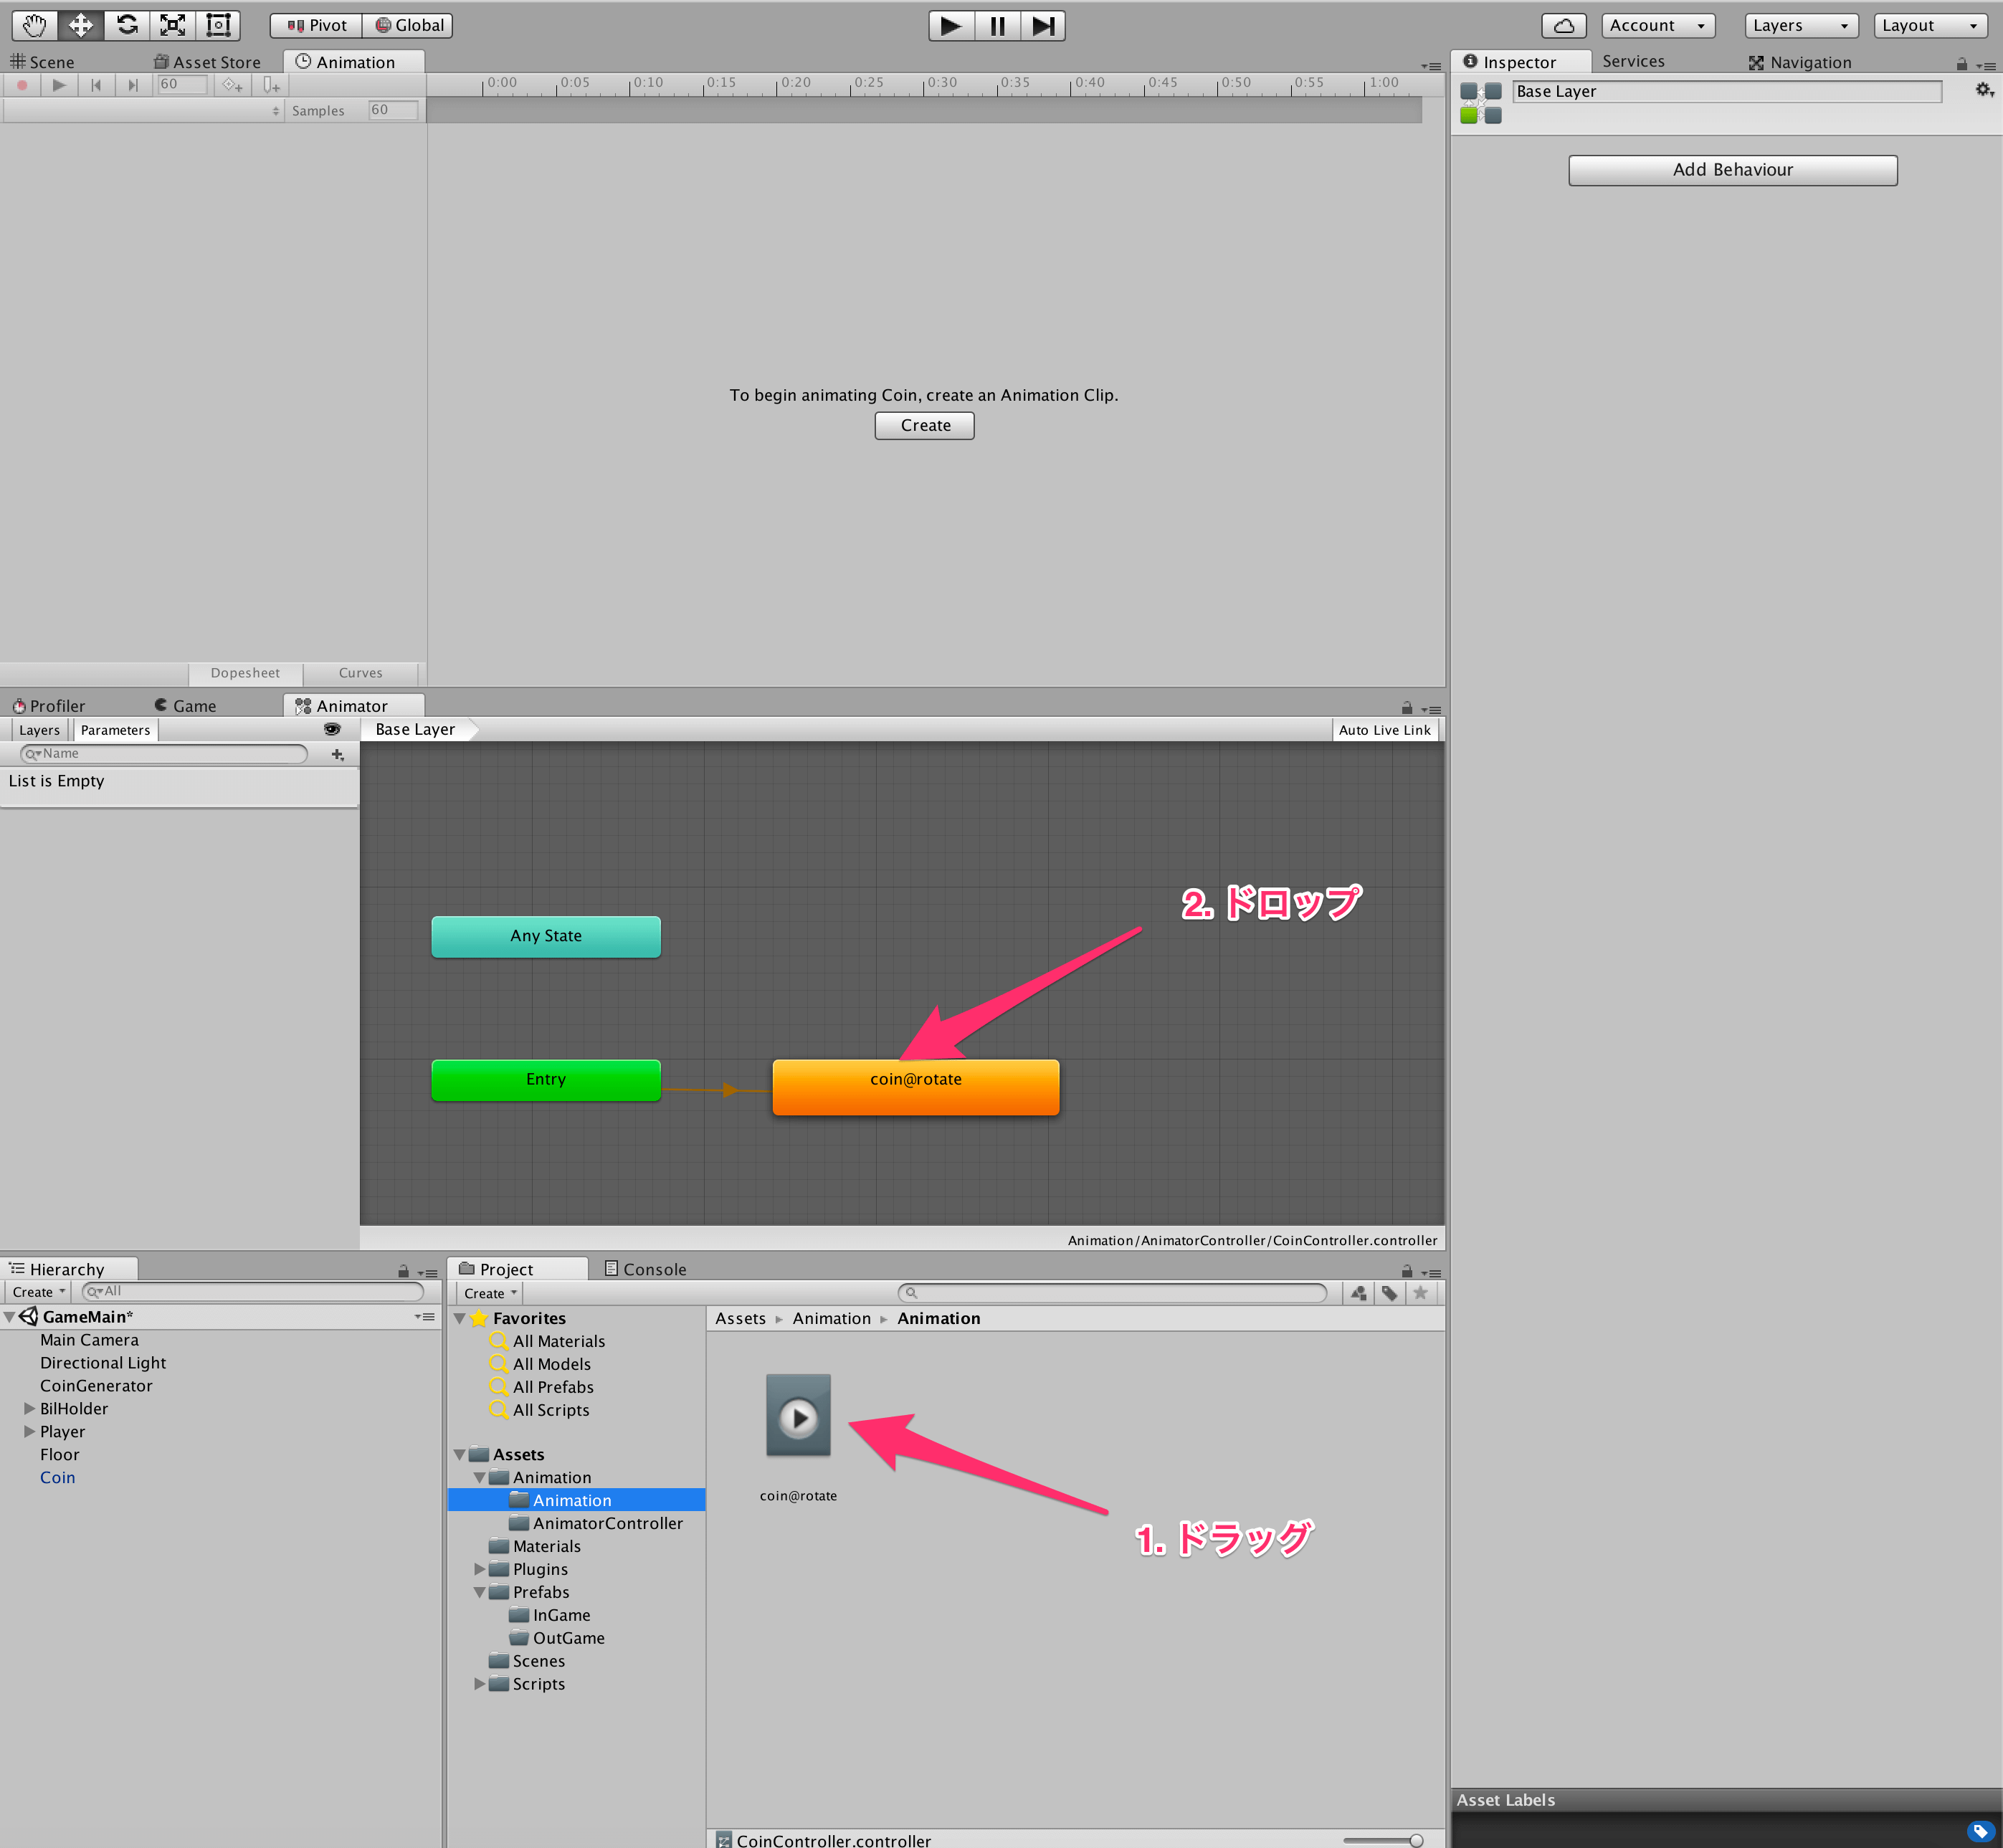 Pivot Global Account Layers Layout
Scene Asset Store Animation
60 0:00 0:05 0:10 0:15 0:20 0:25 0:30 0:35 0:40 0:45 0:50 0:55 1:00
Samples 60
To begin animating Coin, create an Animation Clip.
Create
Dopesheet Curves
Inspector Services Navigation
Base Layer
Add Behaviour
Profiler Game Animator
Layers Parameters Base Layer Auto Live Link
Name
List is Empty
2. ドロップ
Any State
Entry
coin@rotate
Animation/AnimatorController/CoinController.controller
Hierarchy
Create All
GameMain*
Main Camera
Directional Light
CoinGenerator
BilHolder
Player
Floor
Coin
Project Console
Create
Favorites
All Materials
All Models
All Prefabs
All Scripts
Assets
Animation
Animation
AnimatorController
Materials
Plugins
Prefabs
InGame
OutGame
Scenes
Scripts
Assets Animation Animation
coin@rotate
1. ドラッグ
CoinController.controller
Asset Labels